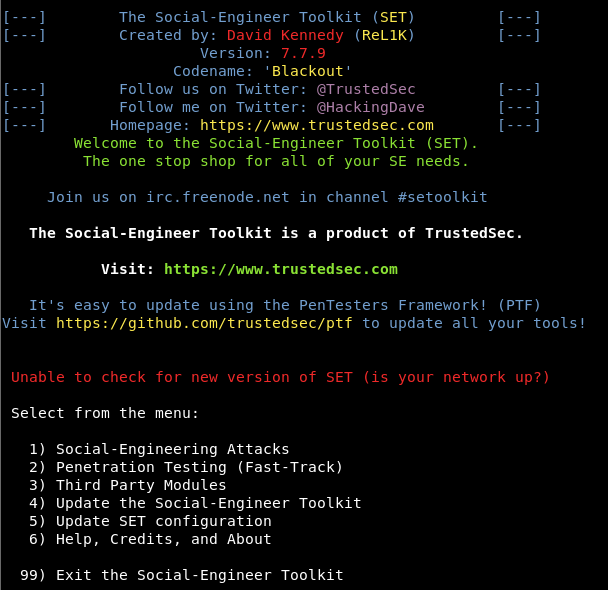 [---]        The Social-Engineer Toolkit (SET)         [---]
[---]        Created by: David Kennedy (ReL1K)         [---]
                      Version: 7.7.9
                   Codename: 'Blackout'
[---]        Follow us on Twitter: @TrustedSec         [---]
[---]        Follow me on Twitter: @HackingDave        [---]
[---]       Homepage: https://www.trustedsec.com       [---]
        Welcome to the Social-Engineer Toolkit (SET).
         The one stop shop for all of your SE needs.

     Join us on irc.freenode.net in channel #setoolkit

   The Social-Engineer Toolkit is a product of TrustedSec.

           Visit: https://www.trustedsec.com

   It's easy to update using the PenTesters Framework! (PTF)
Visit https://github.com/trustedsec/ptf to update all your tools!

 Unable to check for new version of SET (is your network up?)

 Select from the menu:

   1) Social-Engineering Attacks
   2) Penetration Testing (Fast-Track)
   3) Third Party Modules
   4) Update the Social-Engineer Toolkit
   5) Update SET configuration
   6) Help, Credits, and About

  99) Exit the Social-Engineer Toolkit